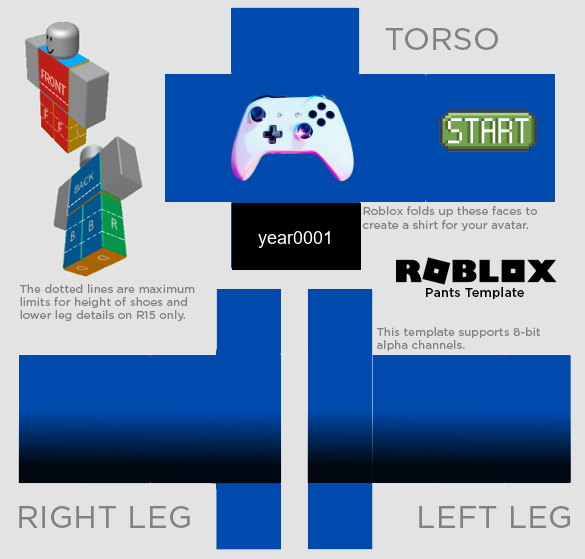 TORSO
FRONT
F
F
L
START
BACK
B
B
R
year0001
Roblox folds up these faces to
create a shirt for your avatar.
ROBLOX
Pants Template
The dotted lines are maximum
limits for height of shoes and
lower leg details on R15 only.
This template supports 8-bit
alpha channels.
RIGHT LEG
LEFT LEG